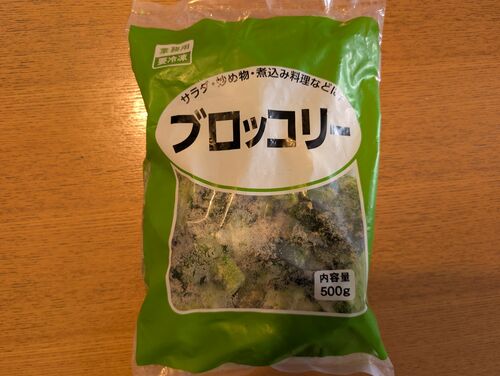 業務用
要冷凍
サラダ・炒め物・煮込み料理などに!
ブロッコリー
内容量
500g